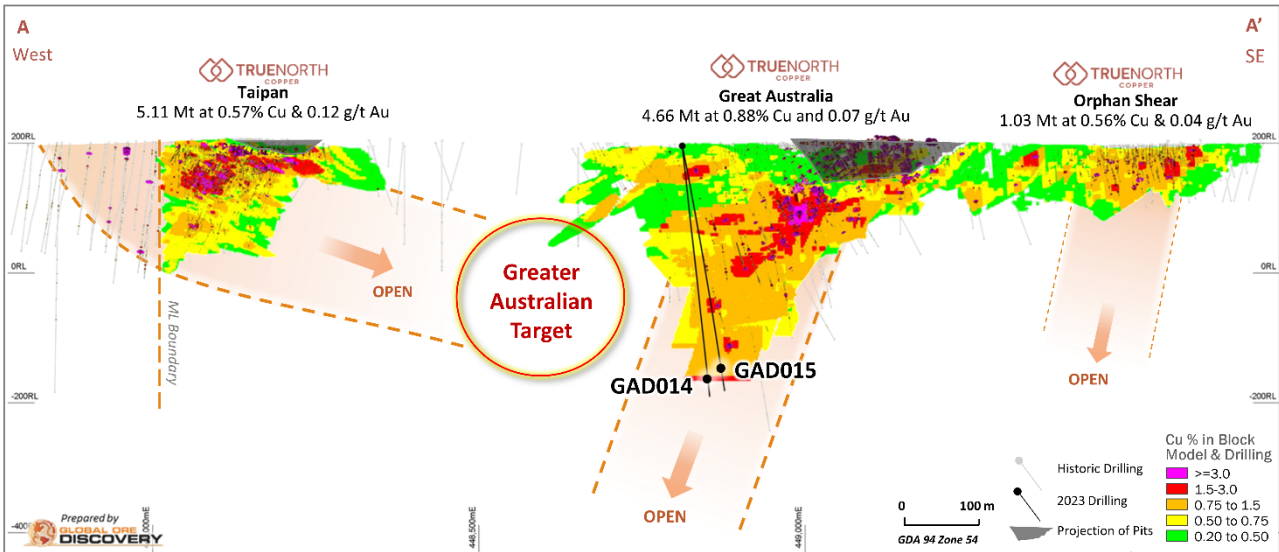 A
West
A'
SE
TRUENORTH
COPPER
Taipan
5.11 Mt at 0.57% Cu & 0.12 g/t Au
TRUENORTH
COPPER
Great Australia
4.66 Mt at 0.88% Cu and 0.07 g/t Au
TRUENORTH
COPPER
Orphan Shear
1.03 Mt at 0.56% Cu & 0.04 g/t Au
200RL
200RL
0RL
0RL
-200RL
-200RL
OPEN
Greater
Australian
Target
ML Boundary
GAD014
GAD015
OPEN
OPEN
Historic Drilling
2023 Drilling
Projection of Pits
Cu % in Block
Model & Drilling
>=3.0
1.5-3.0
0.75 to 1.5
0.50 to 0.75
0.20 to 0.50
0 100 m
GDA 94 Zone 54
Prepared by
GLOBAL ORE
DISCOVERY
448,500mE
449,000mE